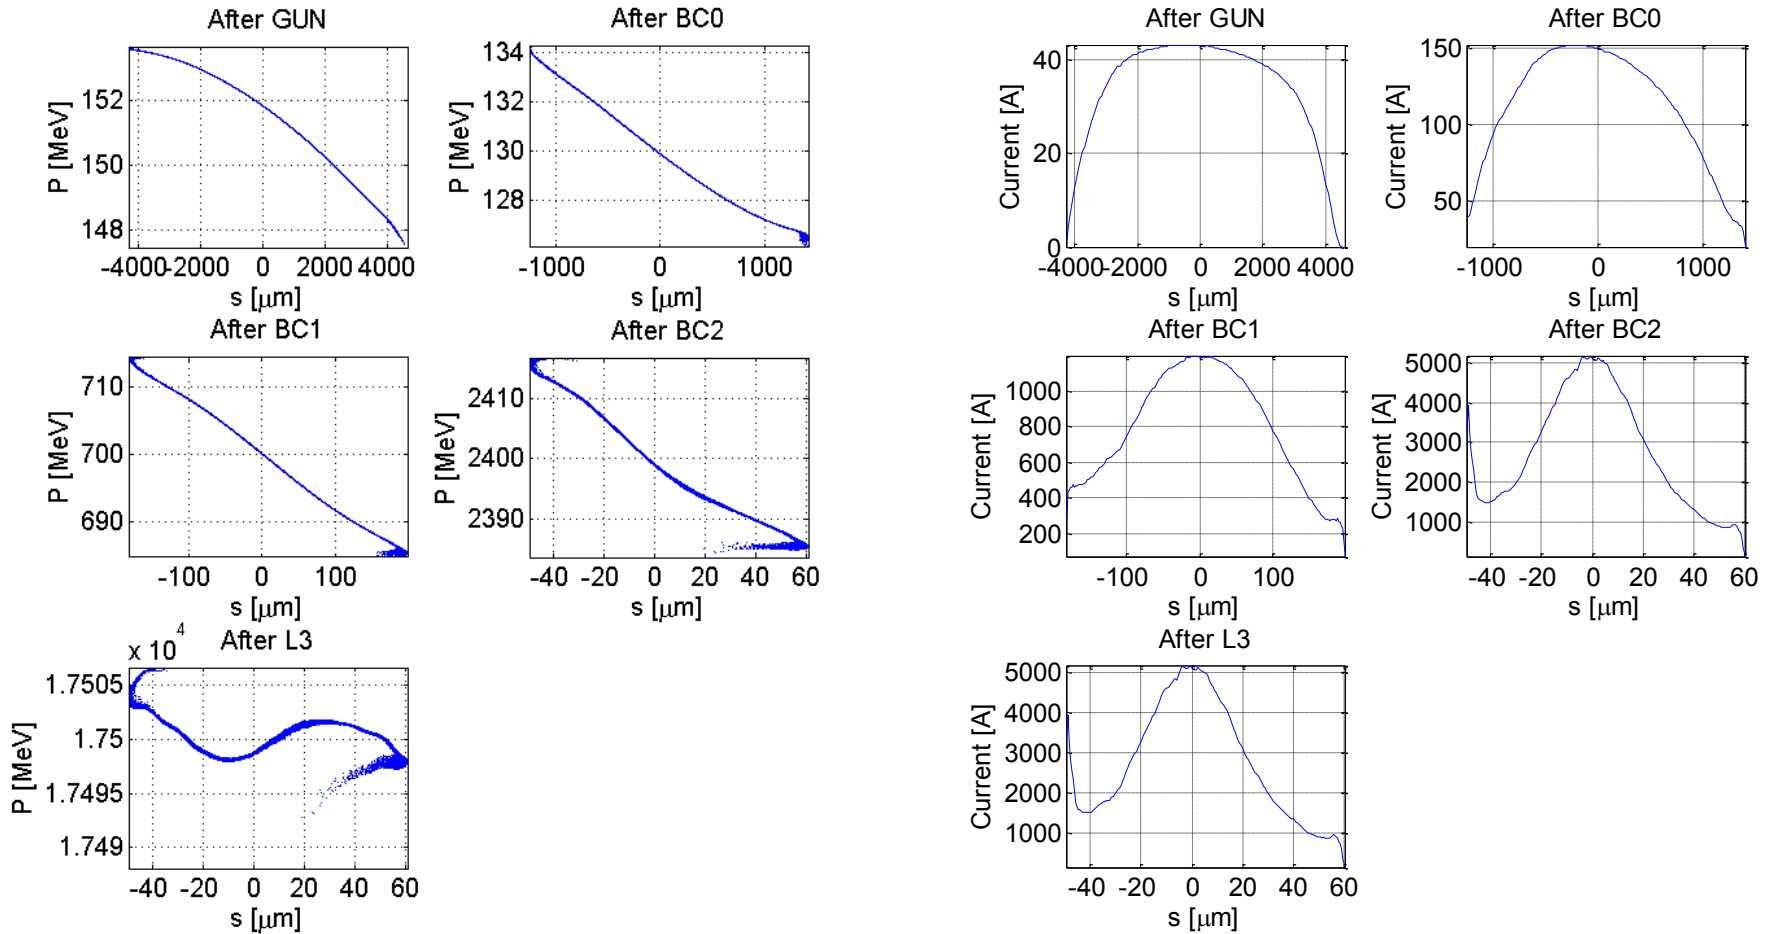 After GUN
P [MeV]
152
150
148
-4000 -2000 0 2000 4000
s [μm]
After BC0
P [MeV]
134
132
130
128
-1000 0 1000
s [μm]
After GUN
Current [A]
40
20
0
-4000 -2000 0 2000 4000
s [μm]
After BC0
Current [A]
150
100
50
-1000 0 1000
s [μm]
After BC1
P [MeV]
710
700
690
-100 0 100
s [μm]
After BC2
P [MeV]
2410
2400
2390
-40 -20 0 20 40 60
s [μm]
After BC1
Current [A]
1000
800
600
400
200
-100 0 100
s [μm]
After BC2
Current [A]
5000
4000
3000
2000
1000
-40 -20 0 20 40 60
s [μm]
x 10^4
After L3
P [MeV]
1.7505
1.75
1.7495
1.749
-40 -20 0 20 40 60
s [μm]
After L3
Current [A]
5000
4000
3000
2000
1000
-40 -20 0 20 40 60
s [μm]